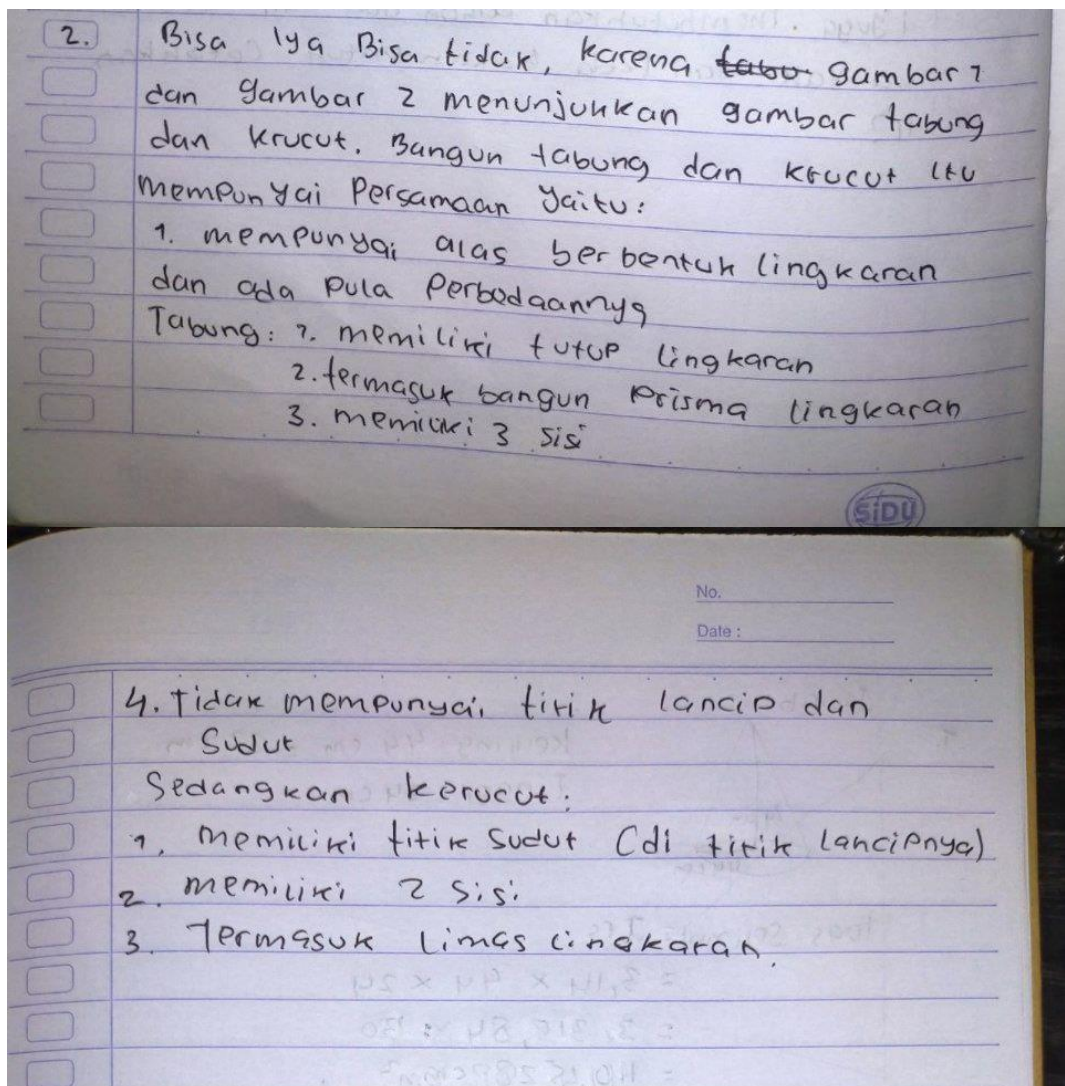 2. Bisa Iya Bisa tidak, karena tabu gambar 1
dan gambar 2 menunjukkan gambar tabung
dan krucut. Bangun tabung dan krucut itu
mempunyai Persamaan Yaitu:
1. mempunyai alas berbentuk lingkaran
dan ada pula Perbedaannya
Tabung: 1. memiliki tutup lingkaran
2. termasuk bangun Prisma lingkaran
3. memiliki 3 sisi
SiDU
No.
Date :
4. Tidak mempunyai titik lancip dan
Sudut
Sedangkan kerucut:
1. memiliki titik Sudut (di titik lancipnya)
2. memiliki 2 sisi
3. Termasuk Limas lingkaran.